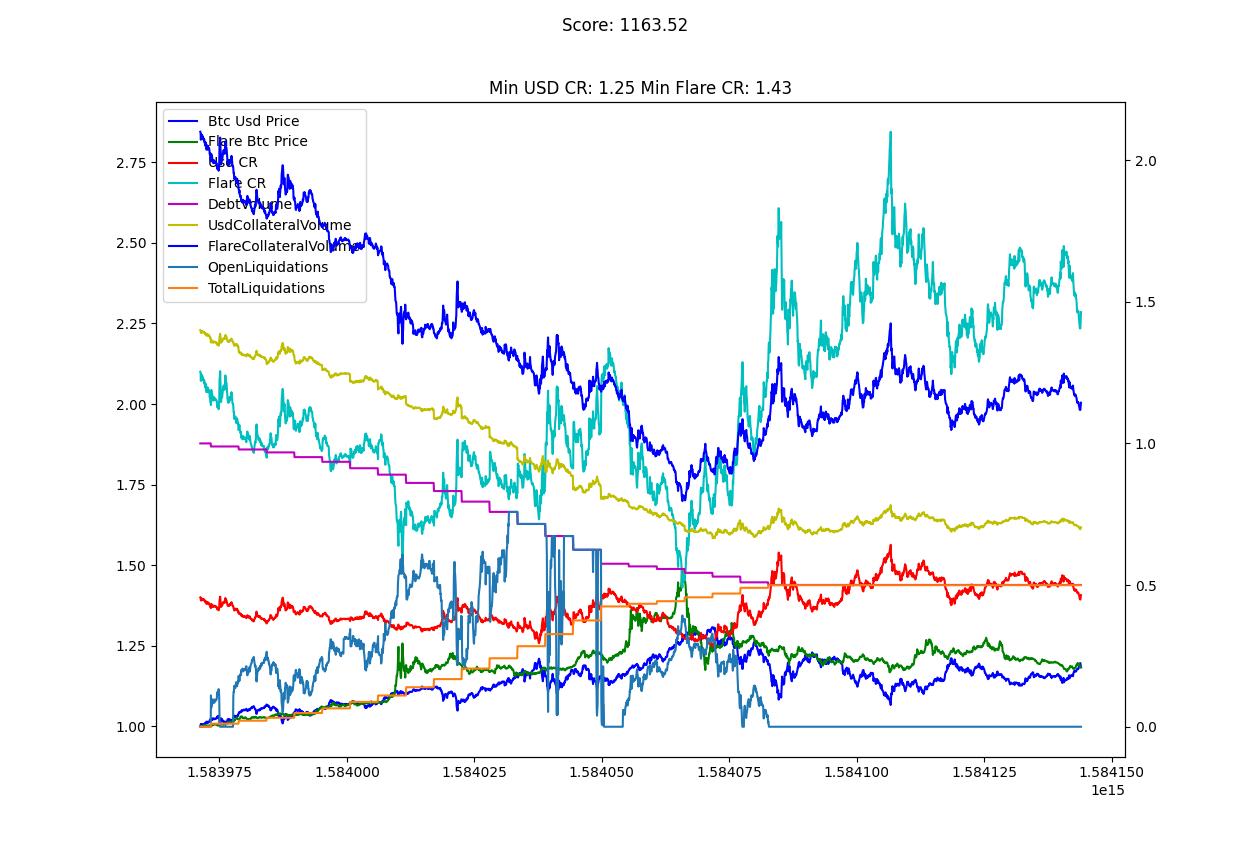 Score: 1163.52
Min USD CR: 1.25 Min Flare CR: 1.43
Btc Usd Price
Flare Btc Price
Usd CR
Flare CR
DebtVolume
UsdCollateralVolume
FlareCollateralVolume
OpenLiquidations
TotalLiquidations
2.75
2.50
2.25
2.00
1.75
1.50
1.25
1.00
2.0
1.5
1.0
0.5
0.0
1.583975
1.584000
1.584025
1.584050
1.584075
1.584100
1.584125
1.584150
1e15